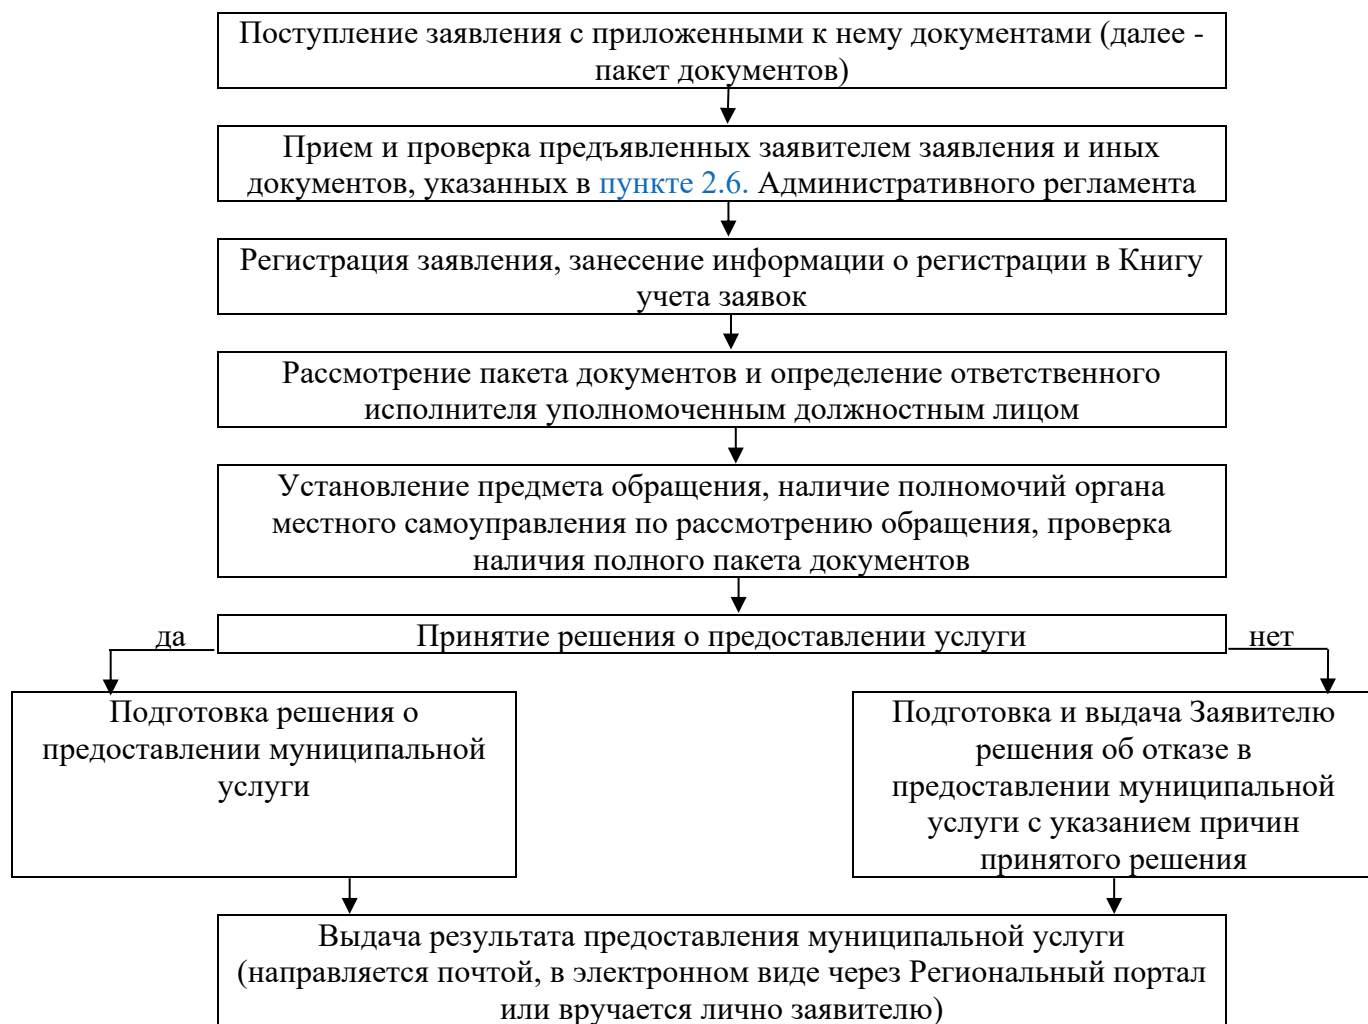 Поступление заявления с приложенными к нему документами (далее -
пакет документов)
Прием и проверка предъявленных заявителем заявления и иных
документов, указанных в пункте 2.6. Административного регламента
Регистрация заявления, занесение информации о регистрации в Книгу
учета заявок
Рассмотрение пакета документов и определение ответственного
исполнителя уполномоченным должностным лицом
Установление предмета обращения, наличие полномочий органа
местного самоуправления по рассмотрению обращения, проверка
наличия полного пакета документов
да
Принятие решения о предоставлении услуги
нет
Подготовка решения о
предоставлении муниципальной
услуги
Подготовка и выдача Заявителю
решения об отказе в
предоставлении муниципальной
услуги с указанием причин
принятого решения
Выдача результата предоставления муниципальной услуги
(направляется почтой, в электронном виде через Региональный портал
или вручается лично заявителю)